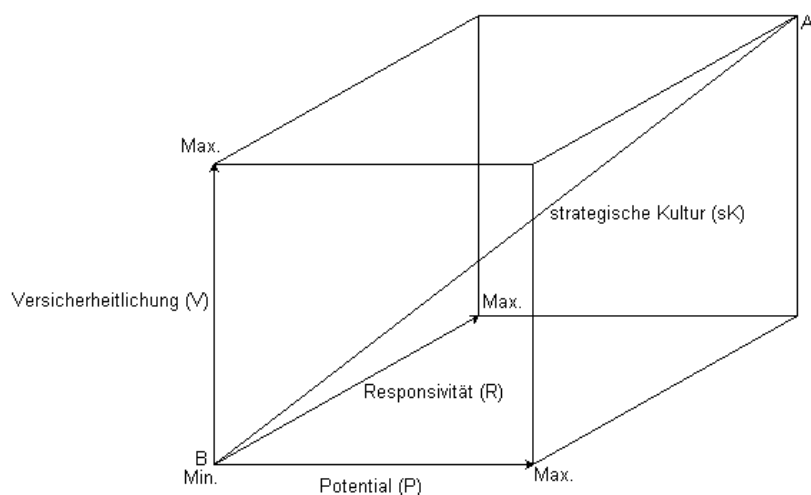 A
Max.
strategische Kultur (sK)
Versicherheitlichung (V)
Max.
Responsivität (R)
B
Min.
Max.
Potential (P)